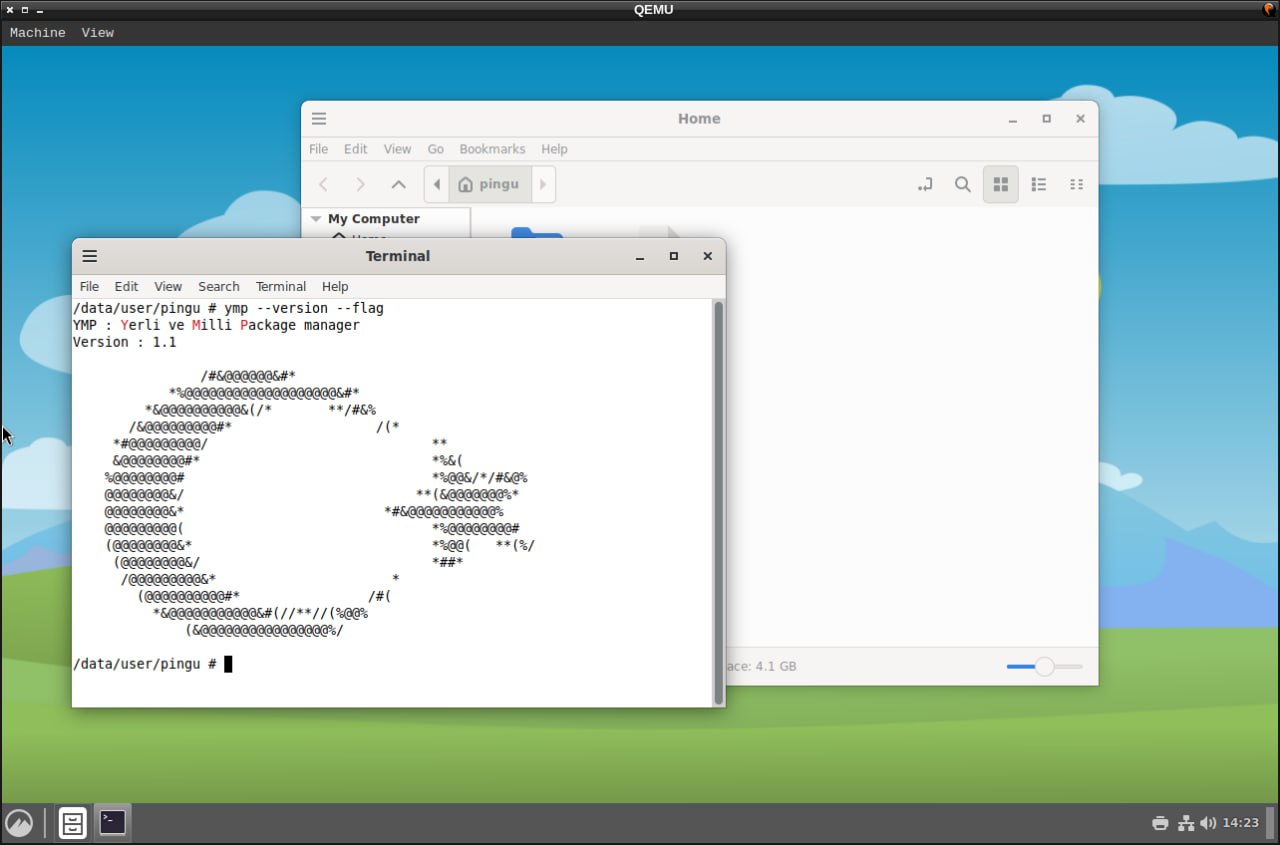 QEMU
Machine View
Home
File Edit View Go Bookmarks Help
pingu
My Computer
Terminal
File Edit View Search Terminal Help
/data/user/pingu # ymp --version --flag
YMP : Yerli ve Milli Package manager
Version : 1.1
/#&@@@@@@&#*
*%@@@@@@@@@@@@@@@@@@@&#*
*&@@@@@@@@@@&(/*       **/#&%
/&@@@@@@@@@#*                  /(*
*#@@@@@@@@@/                            **
&@@@@@@@@#*                             *%&(
%@@@@@@@@#                               *%@@&/*/#&@%
@@@@@@@@&/                             **(&@@@@@@@%*
@@@@@@@@&*                         *#&@@@@@@@@@@@%
@@@@@@@@@(                               *%@@@@@@@@#
(@@@@@@@@&*                              *%@@(   **(%/
(@@@@@@@@&/                             *##*
/@@@@@@@@@&*                      *
(@@@@@@@@@@#*                /#(
*&@@@@@@@@@@@&#(//**//(%@@%
(&@@@@@@@@@@@@@@@@%/
/data/user/pingu #
ace: 4.1 GB
14:23